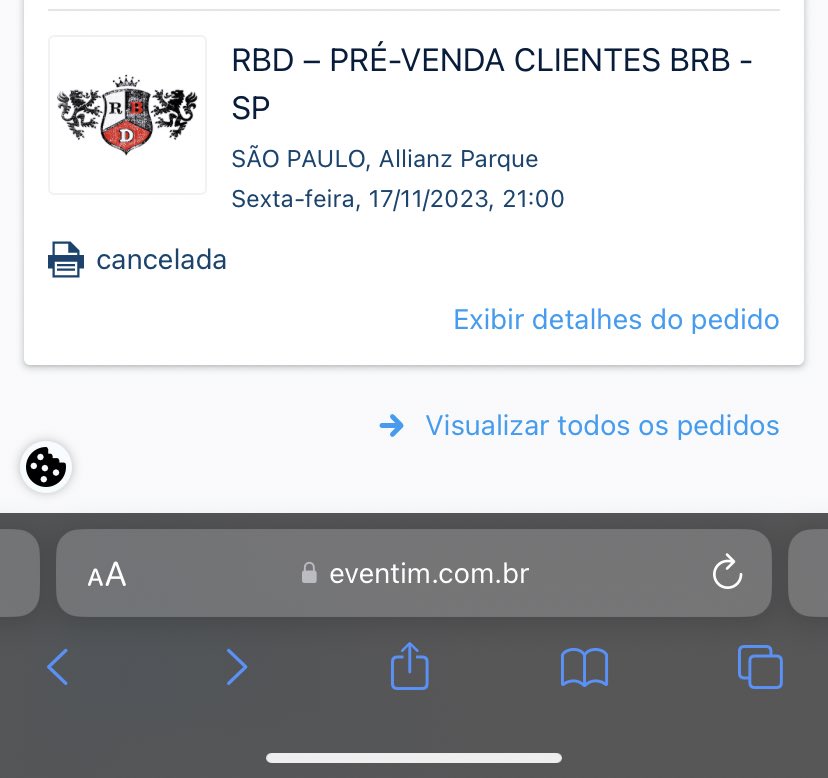 R B
D
RBD – PRÉ-VENDA CLIENTES BRB -
SP
SÃO PAULO, Allianz Parque
Sexta-feira, 17/11/2023, 21:00
cancelada
Exibir detalhes do pedido
Visualizar todos os pedidos
AA
eventim.com.br